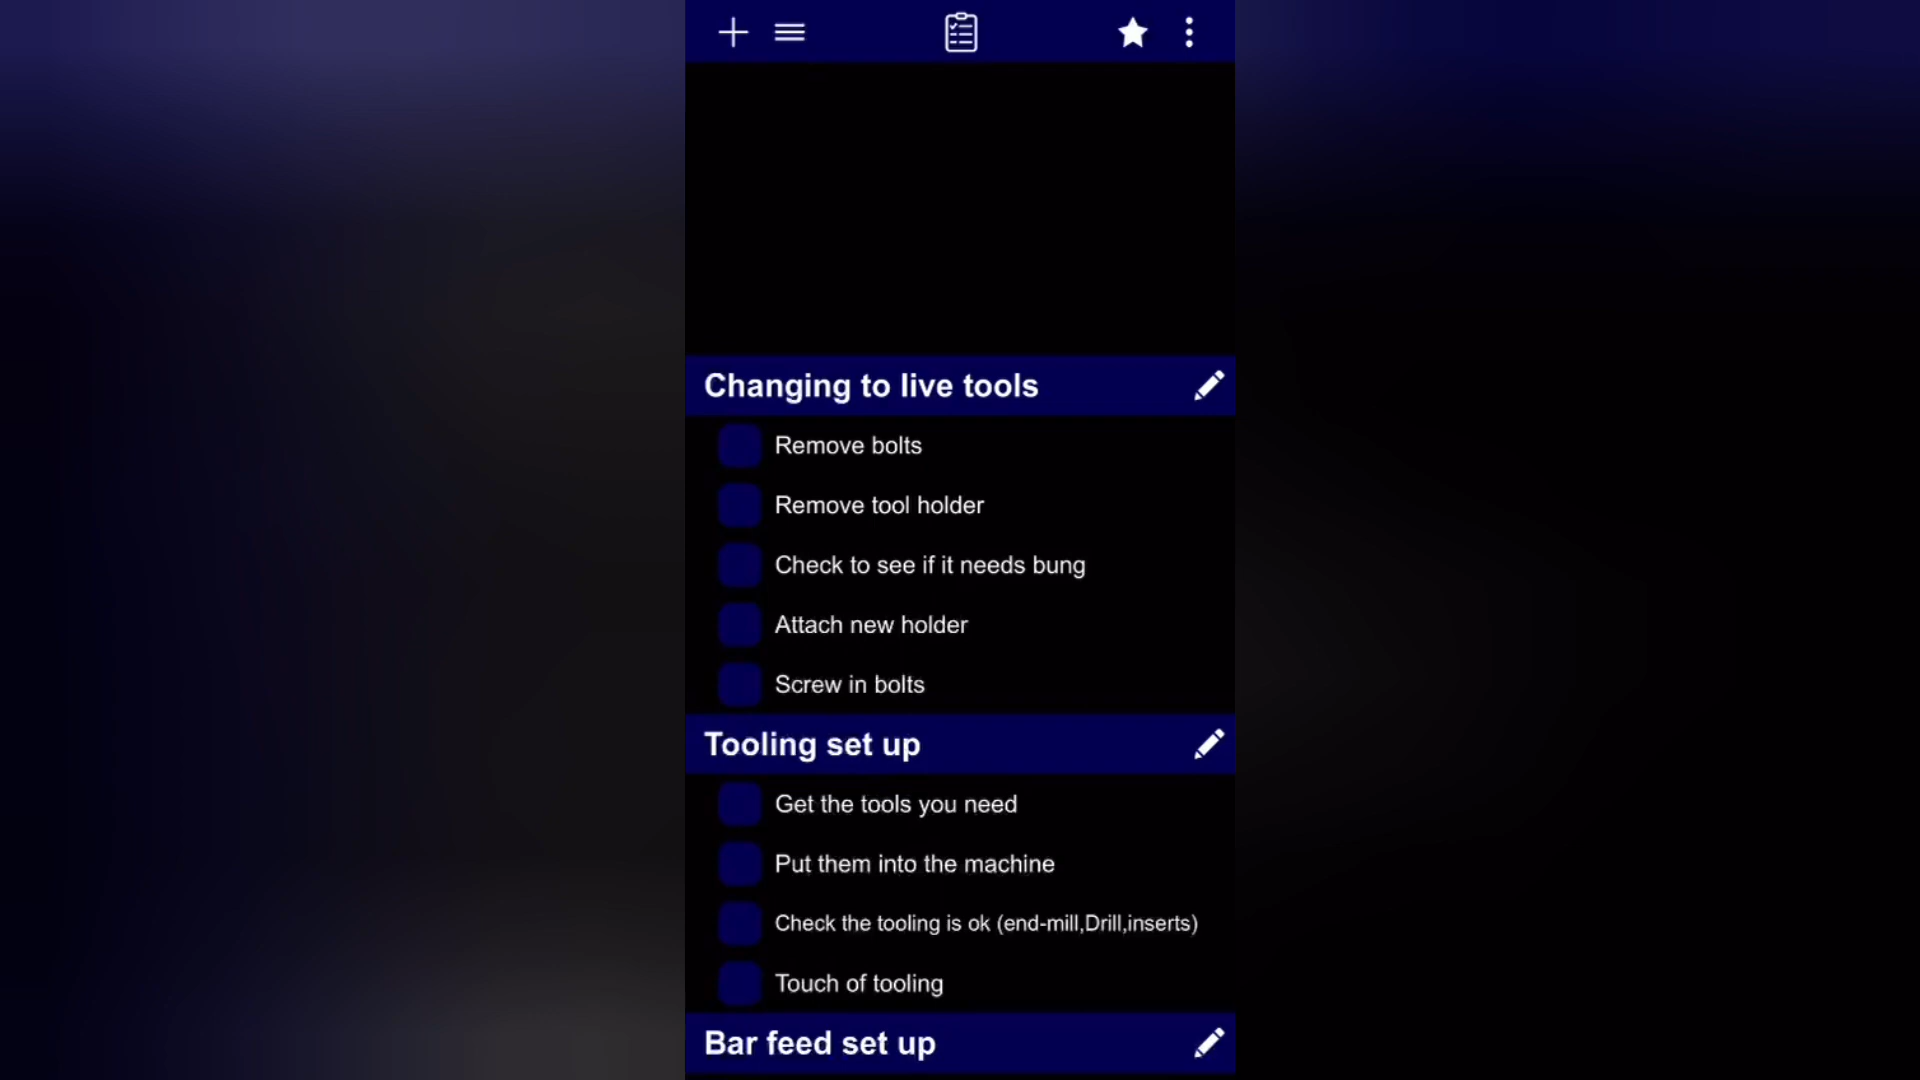 Changing to live tools
Remove bolts
Remove tool holder
Check to see if it needs bung
Attach new holder
Screw in bolts
Tooling set up
Get the tools you need
Put them into the machine
Check the tooling is ok (end-mill,Drill,inserts)
Touch of tooling
Bar feed set up